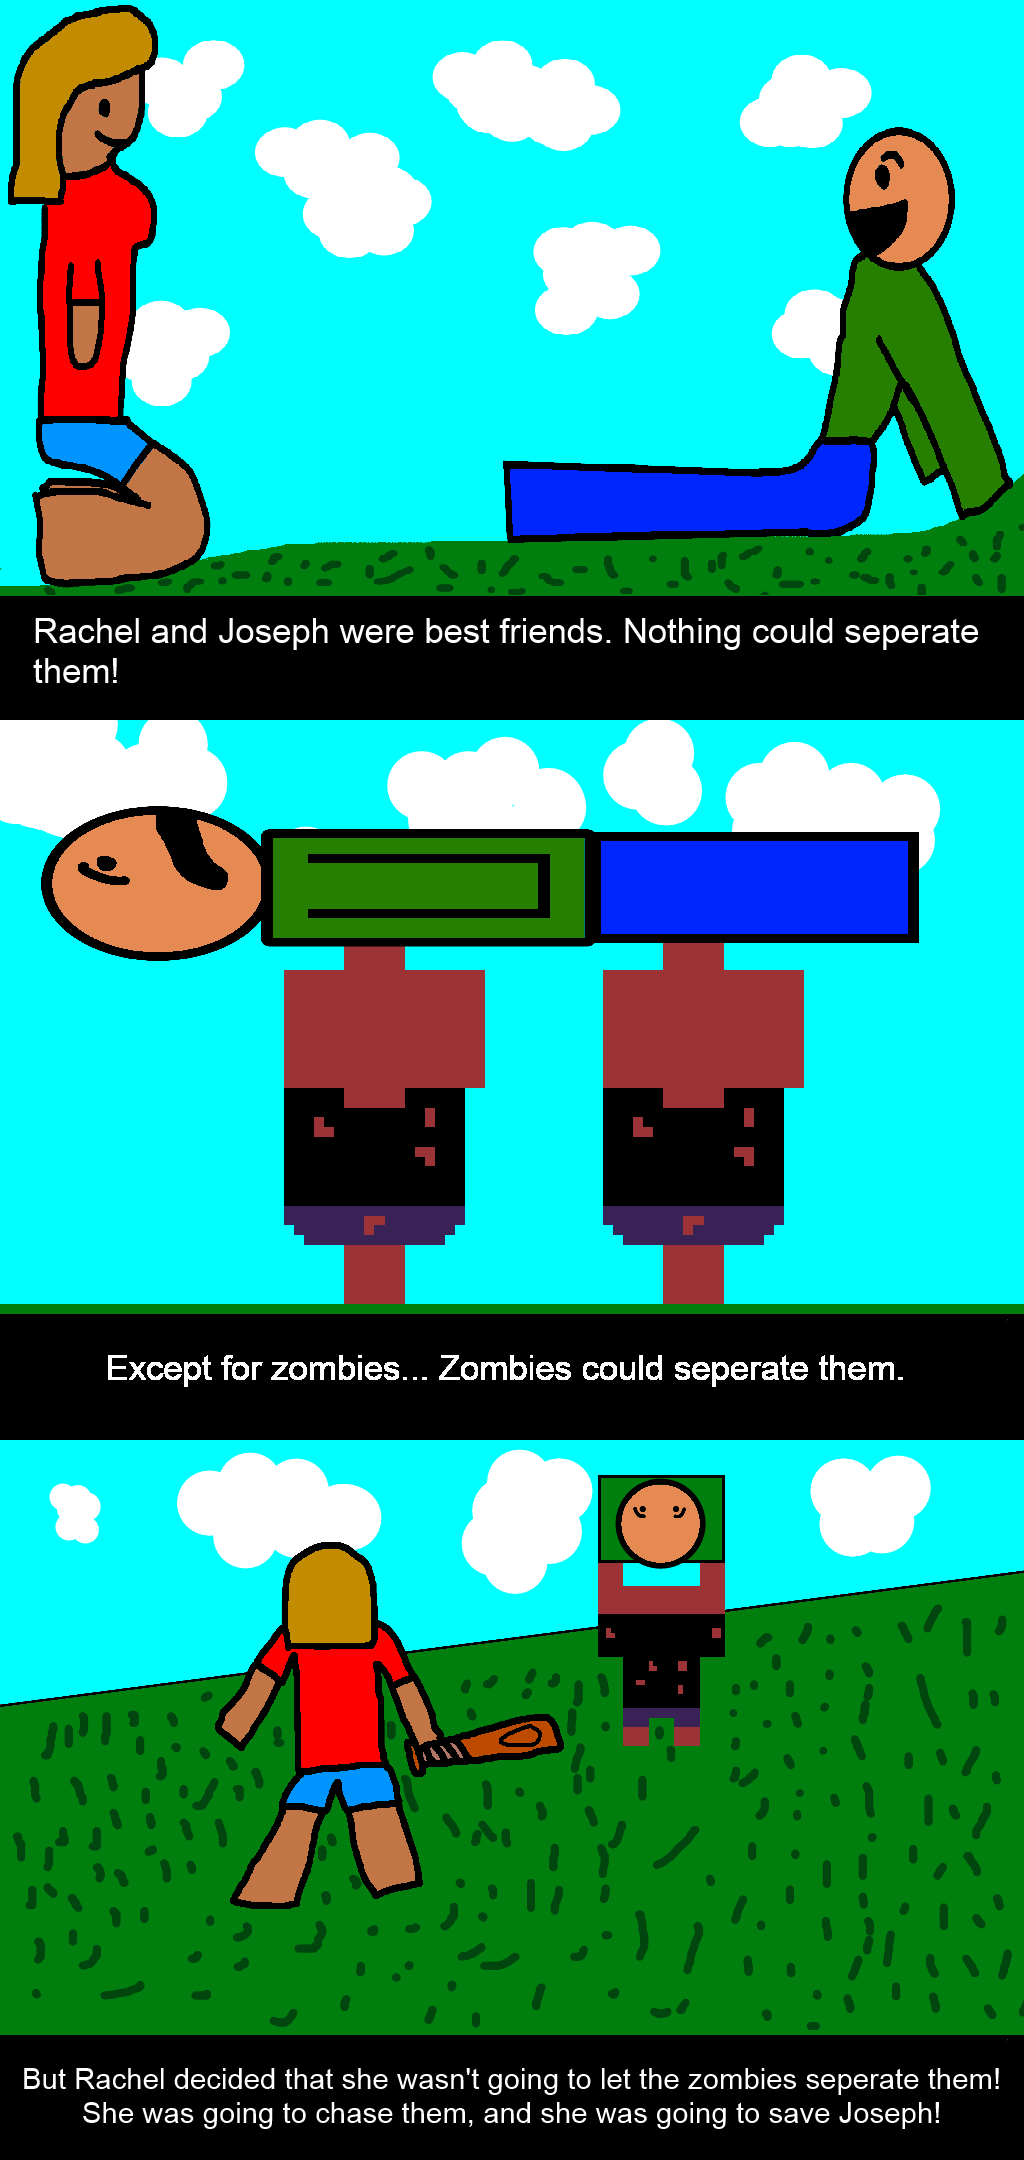 Rachel and Joseph were best friends. Nothing could seperate
them!
Except for zombies... Zombies could seperate them.
But Rachel decided that she wasn't going to let the zombies seperate them!
She was going to chase them, and she was going to save Joseph!